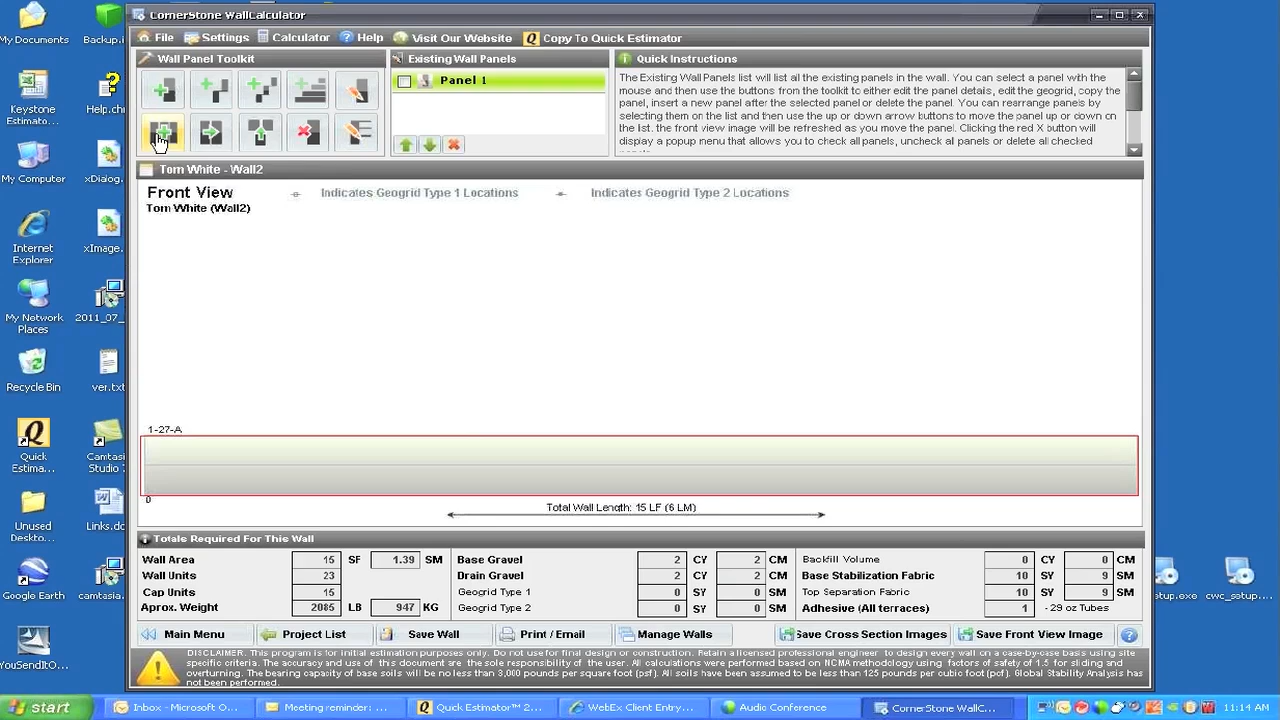 CornerStone WallCalculator
File Settings Calculator Help Visit Our Website Copy To Quick Estimator
Wall Panel Toolkit
Existing Wall Panels
Panel 1
Quick Instructions
The Existing Wall Panels list will list all the existing panels in the wall. You can select a panel with the
mouse and then use the buttons from the toolkit to either edit the panel details, edit the geogrid, copy the
panel, insert a new panel after the selected panel or delete the panel. You can rearrange panels by
selecting them on the list and then use the up or down arrow buttons to move the panel up or down on
the list. the front view image will be refreshed as you move the panel. Clicking the red X button will
display a popup menu that allows you to check all panels, uncheck all panels or delete all checked
Tom White - Wall2
Front View
Indicates Geogrid Type 1 Locations
Indicates Geogrid Type 2 Locations
Tom White (Wall2)
1-27-A
0
Total Wall Length: 15 LF (6 LM)
Totals Required For This Wall
Wall Area 15 SF 1.39 SM
Wall Units 23
Cap Units 15
Aprox. Weight 2085 LB 947 KG
Base Gravel 2 CY 2 CM
Drain Gravel 2 CY 2 CM
Geogrid Type 1 0 SY 0 SM
Geogrid Type 2 0 SY 0 SM
Backfill Volume 0 CY 0 CM
Base Stabilization Fabric 10 SY 9 SM
Top Separation Fabric 10 SY 9 SM
Adhesive (All terraces) 1 - 29 oz Tubes
Main Menu
Project List
Save Wall
Print / Email
Manage Walls
Save Cross Section Images
Save Front View Image
DISCLAIMER. This program is for initial estimation purposes only. Do not use for final design or construction. Retain a licensed professional engineer to design every wall on a case-by-case basis using site
specific criteria. The accuracy and use of this document are the sole responsibility of the user. All calculations were performed based on NCMA methodology using factors of safety of 1.5 for sliding and
overturning. The bearing capacity of base soils will be no less than 3,000 pounds per square foot (psf). All soils have been assumed to be less than 125 pounds per cubic foot (pcf). Global Stability Analysis has
not been performed.
My Documents
Backup.
Keystone
Estimato...
Help.ch
My Computer
xDialog.
Internet
Explorer
xImage.
My Network
Places
2011_07_
Recycle Bin
ver.txt
Quick
Estima...
Camtas
Studio 7
Unused
Deskto...
Links.dc
Google Earth
camtasia.
YouSendItO...
stup.exe
cwc_setup....
start
Inbox - Microsoft O...
Meeting reminder: ...
Quick Estimator™ 2...
WebEx Client Entry...
Audio Conference
CornerStone WallC...
11:14 AM